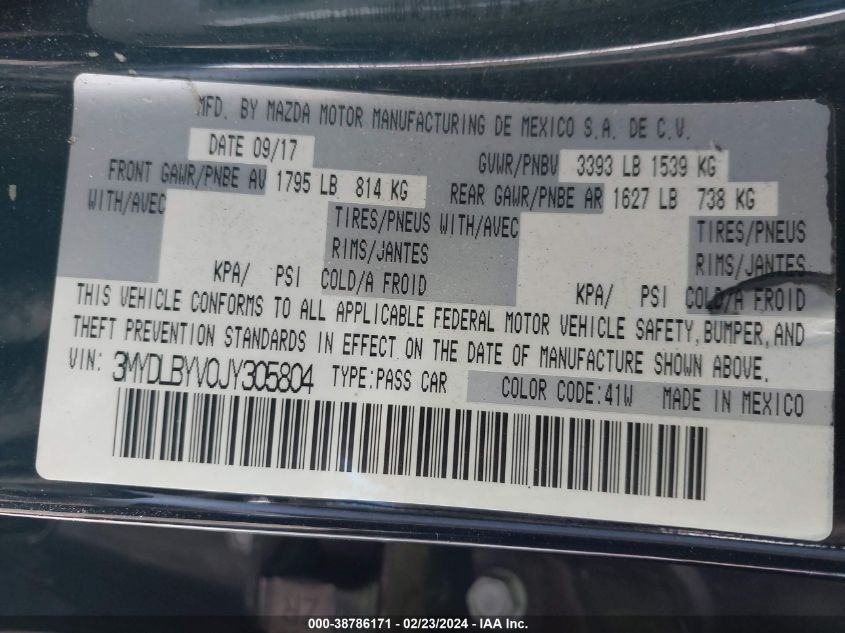 MFD. BY MAZDA MOTOR MANUFACTURING DE MEXICO S.A. DE C.V.
DATE 09/17 GVWR/PNBV 3393 LB 1539 KG
FRONT GAWR/PNBE AV 1795 LB 814 KG REAR GAWR/PNBE AR 1627 LB 738 KG
WITH/AVEC TIRES/PNEUS WITH/AVEC TIRES/PNEUS
RIMS/JANTES RIMS/JANTES
KPA/ PSI COLD/A FROID KPA/ PSI COLD/A FROID
THIS VEHICLE CONFORMS TO ALL APPLICABLE FEDERAL MOTOR VEHICLE SAFETY, BUMPER, AND
THEFT PREVENTION STANDARDS IN EFFECT ON THE DATE OF MANUFACTURE SHOWN ABOVE.
VIN: 3MYDLBYV0JY305804 TYPE:PASS CAR COLOR CODE:41W MADE IN MEXICO
000-38786171 - 02/23/2024 - IAA Inc.